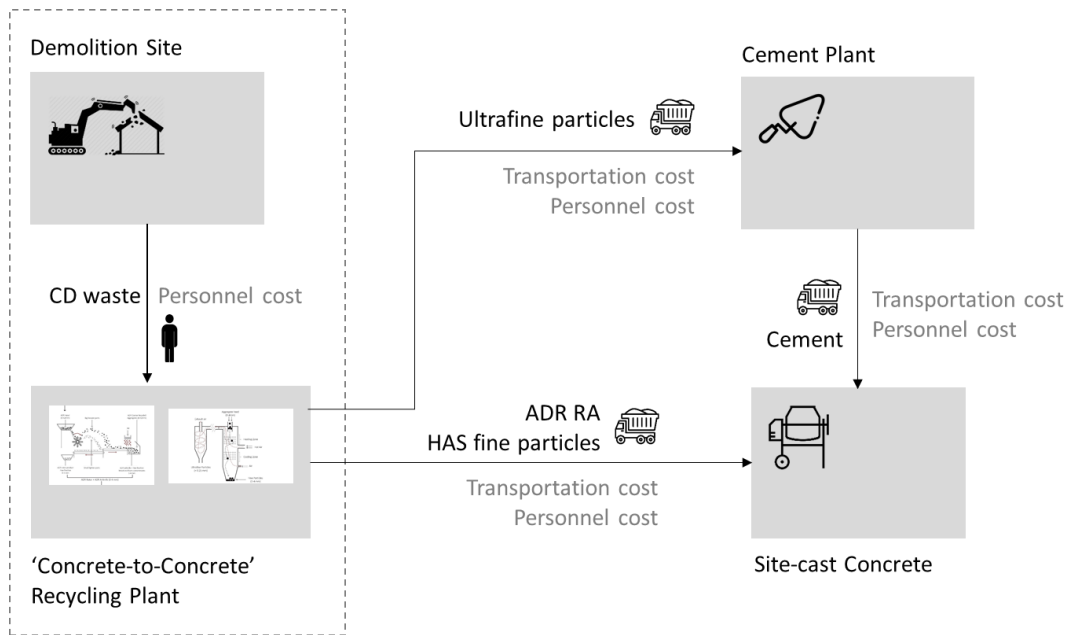 Demolition Site
Cement Plant
Ultrafine particles
Transportation cost
Personnel cost
CD waste
Personnel cost
Transportation cost
Personnel cost
Cement
ADR RA
HAS fine particles
Transportation cost
Personnel cost
‘Concrete-to-Concrete’
Recycling Plant
Site-cast Concrete